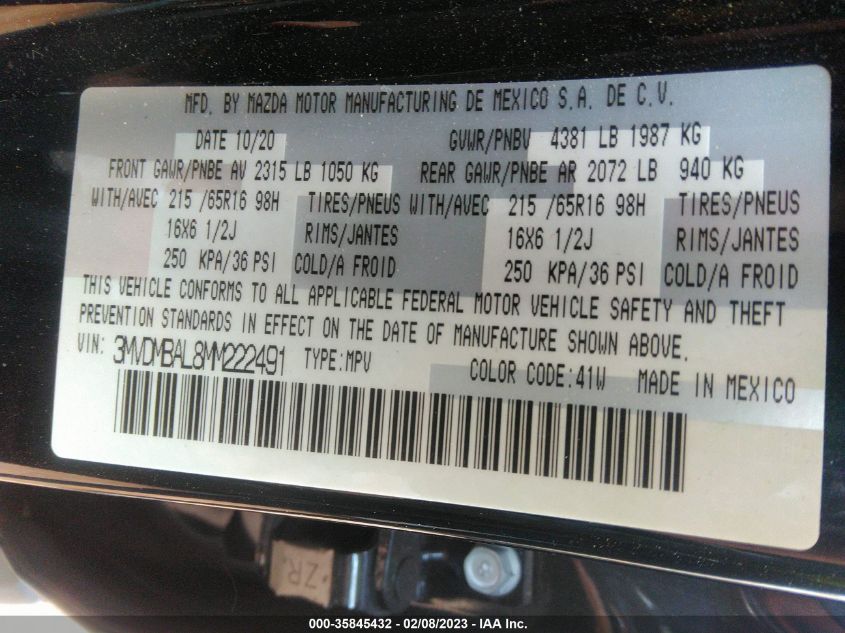 MFD. BY MAZDA MOTOR MANUFACTURING DE MEXICO S.A. DE C.V.
DATE 10/20 GVWR/PNBV 4381 LB 1987 KG
FRONT GAWR/PNBE AV 2315 LB 1050 KG REAR GAWR/PNBE AR 2072 LB 940 KG
WITH/AVEC 215 /65R16 98H TIRES/PNEUS WITH/AVEC 215 /65R16 98H TIRES/PNEUS
16X6 1/2J RIMS/JANTES 16X6 1/2J RIMS/JANTES
250 KPA/36 PSI COLD/A FROID 250 KPA/36 PSI COLD/A FROID
THIS VEHICLE CONFORMS TO ALL APPLICABLE FEDERAL MOTOR VEHICLE SAFETY AND THEFT
PREVENTION STANDARDS IN EFFECT ON THE DATE OF MANUFACTURE SHOWN ABOVE.
VIN: 3MVDMBAL8MM222491 TYPE:MPV COLOR CODE:41W MADE IN MEXICO
ZR
000-35845432 - 02/08/2023 - IAA Inc.